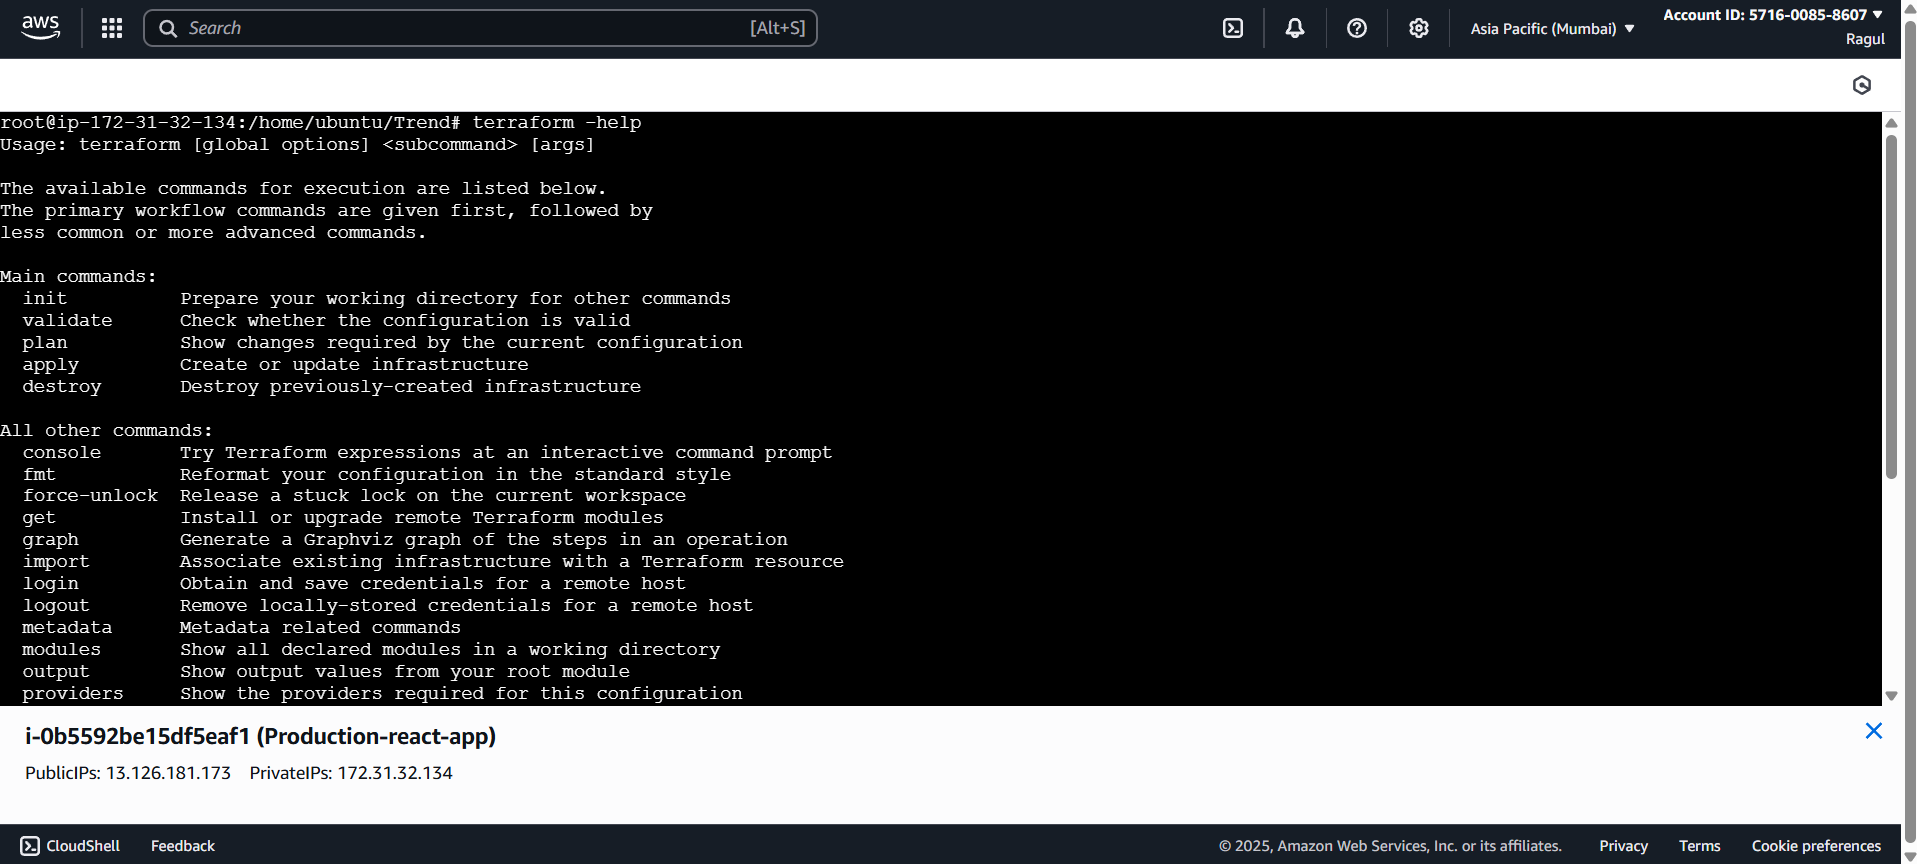 aws
Search [Alt+S]
Asia Pacific (Mumbai)
Account ID: 5716-0085-8607
Ragul
root@ip-172-31-32-134:/home/ubuntu/Trend# terraform -help
Usage: terraform [global options] <subcommand> [args]
The available commands for execution are listed below.
The primary workflow commands are given first, followed by
less common or more advanced commands.
Main commands:
init Prepare your working directory for other commands
validate Check whether the configuration is valid
plan Show changes required by the current configuration
apply Create or update infrastructure
destroy Destroy previously-created infrastructure
All other commands:
console Try Terraform expressions at an interactive command prompt
fmt Reformat your configuration in the standard style
force-unlock Release a stuck lock on the current workspace
get Install or upgrade remote Terraform modules
graph Generate a Graphviz graph of the steps in an operation
import Associate existing infrastructure with a Terraform resource
login Obtain and save credentials for a remote host
logout Remove locally-stored credentials for a remote host
metadata Metadata related commands
modules Show all declared modules in a working directory
output Show output values from your root module
providers Show the providers required for this configuration
i-0b5592be15df5eaf1 (Production-react-app)
PublicIPs: 13.126.181.173 PrivateIPs: 172.31.32.134
CloudShell Feedback © 2025, Amazon Web Services, Inc. or its affiliates. Privacy Terms Cookie preferences